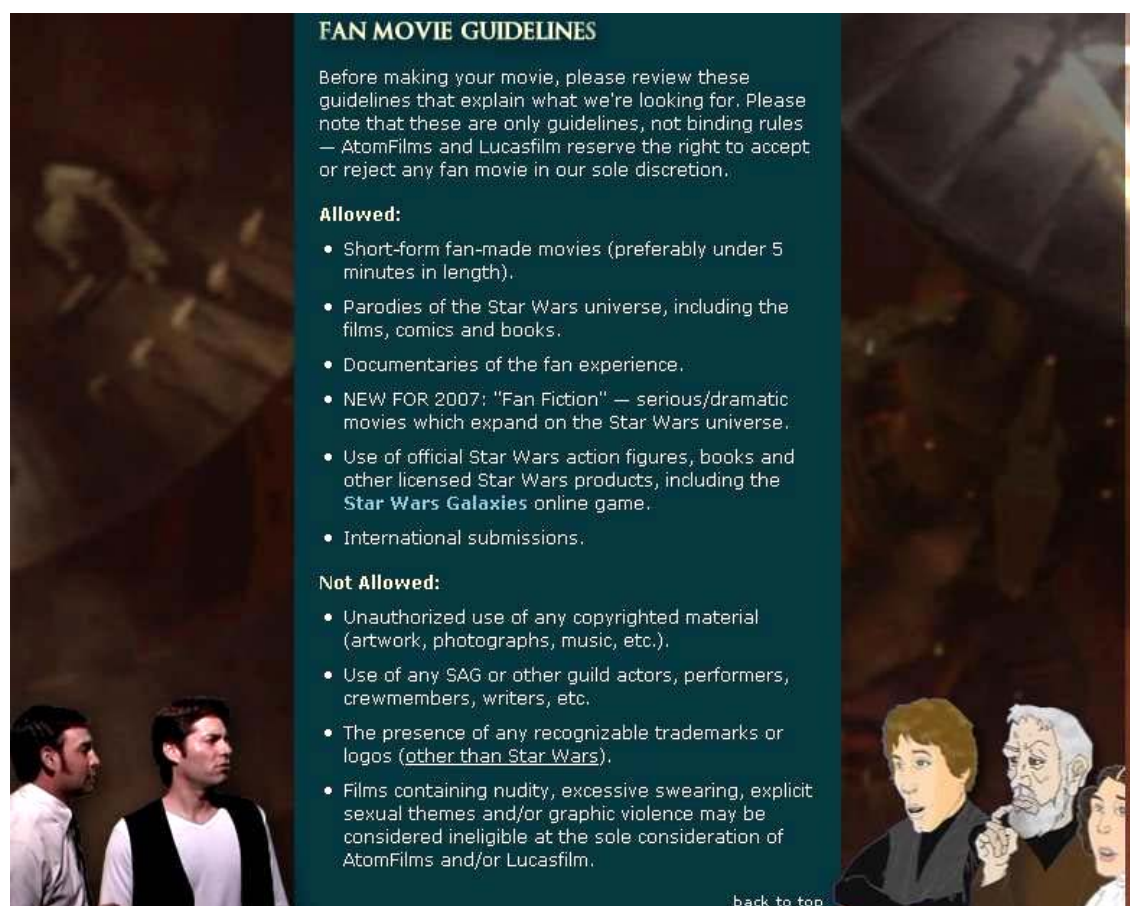 FAN MOVIE GUIDELINES
Before making your movie, please review these
guidelines that explain what we're looking for. Please
note that these are only guidelines, not binding rules
— AtomFilms and Lucasfilm reserve the right to accept
or reject any fan movie in our sole discretion.
Allowed:
• Short-form fan-made movies (preferably under 5
minutes in length).
• Parodies of the Star Wars universe, including the
films, comics and books.
• Documentaries of the fan experience.
• NEW FOR 2007: "Fan Fiction" — serious/dramatic
movies which expand on the Star Wars universe.
• Use of official Star Wars action figures, books and
other licensed Star Wars products, including the
Star Wars Galaxies online game.
• International submissions.
Not Allowed:
• Unauthorized use of any copyrighted material
(artwork, photographs, music, etc.).
• Use of any SAG or other guild actors, performers,
crewmembers, writers, etc.
• The presence of any recognizable trademarks or
logos (other than Star Wars).
• Films containing nudity, excessive swearing, explicit
sexual themes and/or graphic violence may be
considered ineligible at the sole consideration of
AtomFilms and/or Lucasfilm.
back to top